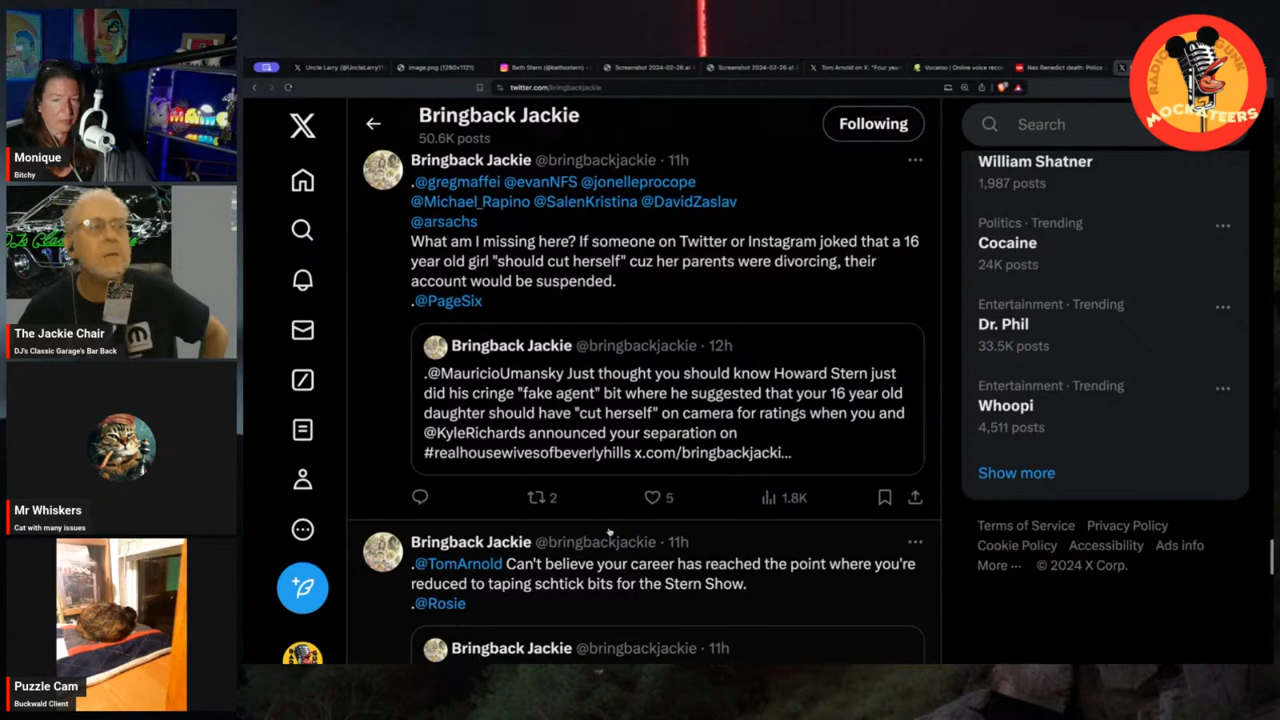 Uncle Larry (@UncleLarry1
image.png (1280×1121)
Beth Stern (@bethostern) •
Screenshot 2024-02-26 at
Screenshot 2024-02-26 at
Tom Arnold on X: "Four yea
Vocaroo | Online voice reco
Nex Benedict death: Police
twitter.com/bringbackjackie
RADIO GUNK
MOCKATEERS
Monique
Bitchy
The Jackie Chair
DJ's Classic Garage's Bar Back
Mr Whiskers
Cat with many issues
Puzzle Cam
Buckwald Client
Bringback Jackie
50.6K posts
Following
Bringback Jackie @bringbackjackie · 11h
.@gregmaffei @evanNFS @jonelleprocope
@Michael_Rapino @SalenKristina @DavidZaslav
@arsachs
What am I missing here? If someone on Twitter or Instagram joked that a 16
year old girl "should cut herself" cuz her parents were divorcing, their
account would be suspended.
.@PageSix
Bringback Jackie @bringbackjackie · 12h
.@MauricioUmansky Just thought you should know Howard Stern just
did his cringe "fake agent" bit where he suggested that your 16 year old
daughter should have "cut herself" on camera for ratings when you and
@KyleRichards announced your separation on
#realhousewivesofbeverlyhills x.com/bringbackjacki...
2
5
1.8K
Bringback Jackie @bringbackjackie · 11h
.@TomArnold Can't believe your career has reached the point where you're
reduced to taping schtick bits for the Stern Show.
.@Rosie
Bringback Jackie @bringbackjackie · 11h
Search
William Shatner
1,987 posts
Politics · Trending
Cocaine
24K posts
Entertainment · Trending
Dr. Phil
33.5K posts
Entertainment · Trending
Whoopi
4,511 posts
Show more
Terms of Service Privacy Policy
Cookie Policy Accessibility Ads info
More ··· © 2024 X Corp.